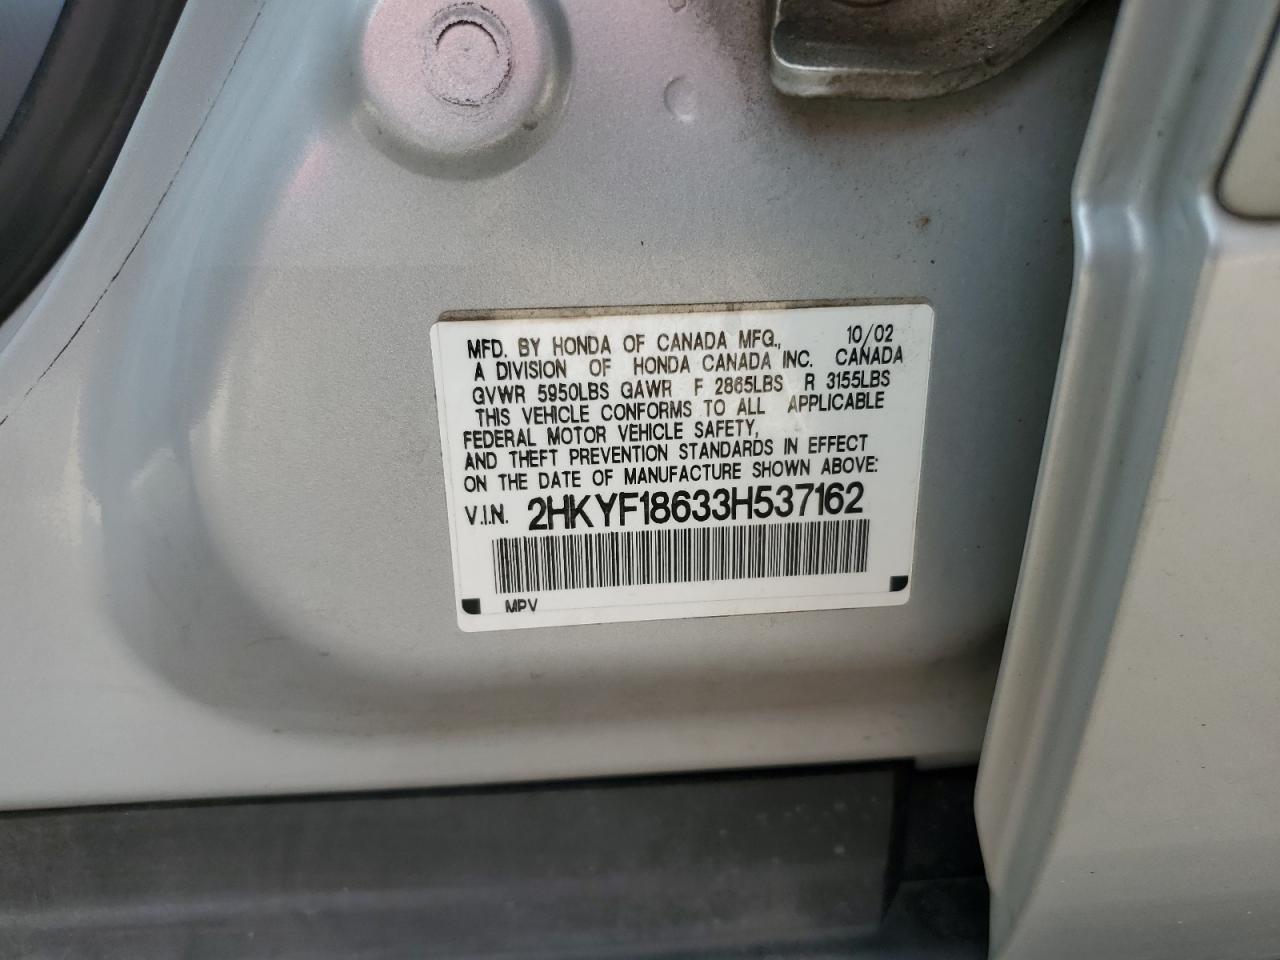 MFD. BY HONDA OF CANADA MFG., 10/02
A DIVISION OF HONDA CANADA INC. CANADA
GVWR 5950LBS GAWR F 2865LBS R 3155LBS
THIS VEHICLE CONFORMS TO ALL APPLICABLE
FEDERAL MOTOR VEHICLE SAFETY,
AND THEFT PREVENTION STANDARDS IN EFFECT
ON THE DATE OF MANUFACTURE SHOWN ABOVE:
V.I.N. 2HKYF18633H537162
MPV